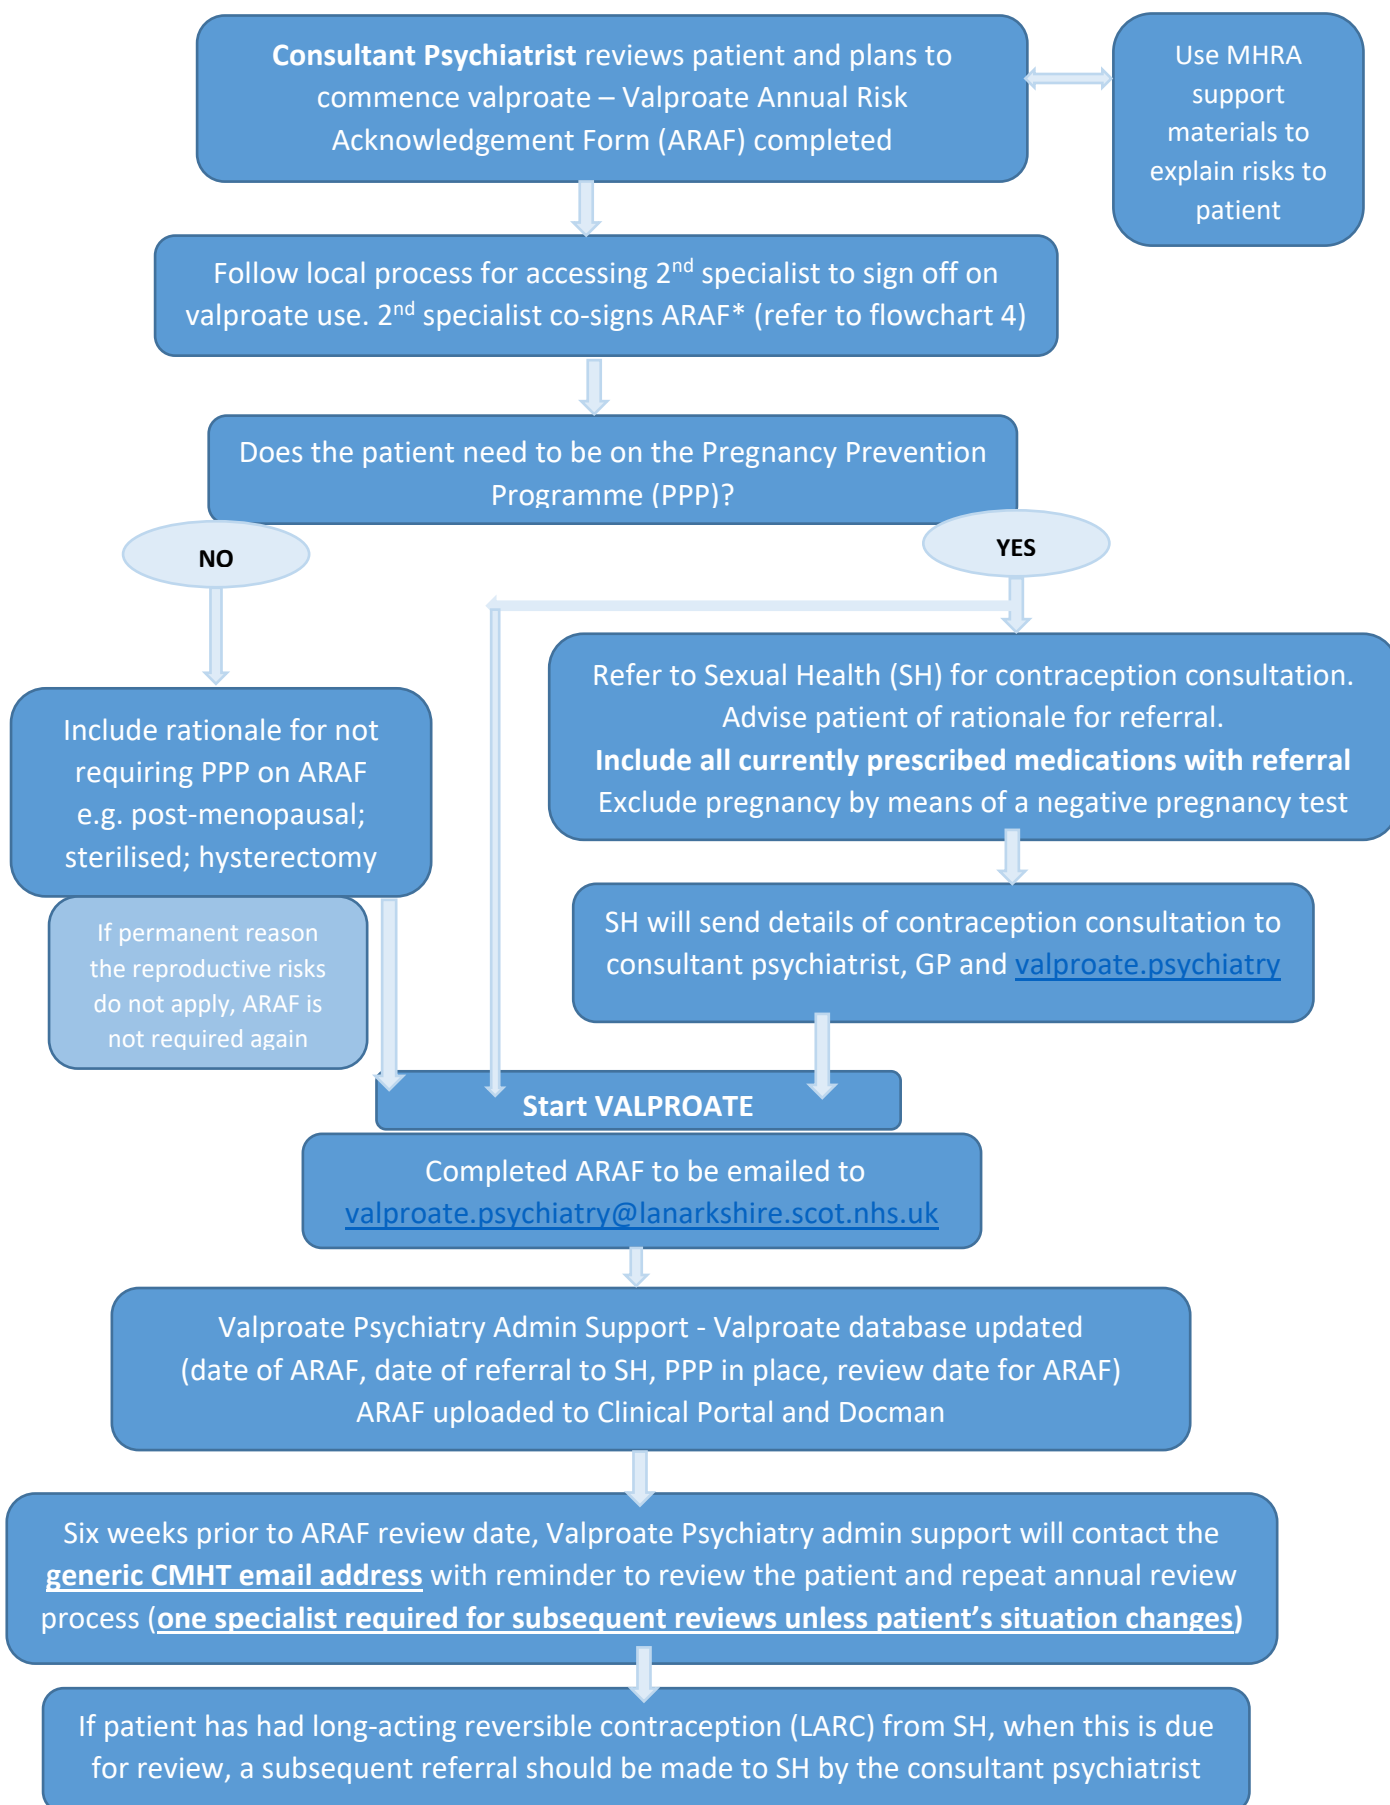 Consultant Psychiatrist reviews patient and plans to
commence valproate – Valproate Annual Risk
Acknowledgement Form (ARAF) completed
Use MHRA
support
materials to
explain risks to
patient
Follow local process for accessing 2nd specialist to sign off on
valproate use. 2nd specialist co-signs ARAF* (refer to flowchart 4)
Does the patient need to be on the Pregnancy Prevention
Programme (PPP)?
NO
YES
Include rationale for not
requiring PPP on ARAF
e.g. post-menopausal;
sterilised; hysterectomy
If permanent reason
the reproductive risks
do not apply, ARAF is
not required again
Refer to Sexual Health (SH) for contraception consultation.
Advise patient of rationale for referral.
Include all currently prescribed medications with referral
Exclude pregnancy by means of a negative pregnancy test
SH will send details of contraception consultation to
consultant psychiatrist, GP and valproate.psychiatry
Start VALPROATE
Completed ARAF to be emailed to
valproate.psychiatry@lanarkshire.scot.nhs.uk
Valproate Psychiatry Admin Support - Valproate database updated
(date of ARAF, date of referral to SH, PPP in place, review date for ARAF)
ARAF uploaded to Clinical Portal and Docman
Six weeks prior to ARAF review date, Valproate Psychiatry admin support will contact the
generic CMHT email address with reminder to review the patient and repeat annual review
process (one specialist required for subsequent reviews unless patient’s situation changes)
If patient has had long-acting reversible contraception (LARC) from SH, when this is due
for review, a subsequent referral should be made to SH by the consultant psychiatrist